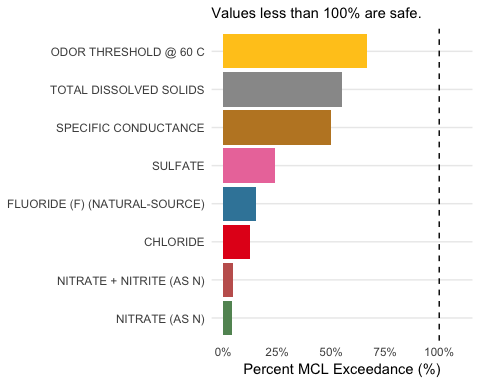 Values less than 100% are safe.
ODOR THRESHOLD @ 60 C
TOTAL DISSOLVED SOLIDS
SPECIFIC CONDUCTANCE
SULFATE
FLUORIDE (F) (NATURAL-SOURCE)
CHLORIDE
NITRATE + NITRITE (AS N)
NITRATE (AS N)
0% 25% 50% 75% 100%
Percent MCL Exceedance (%)